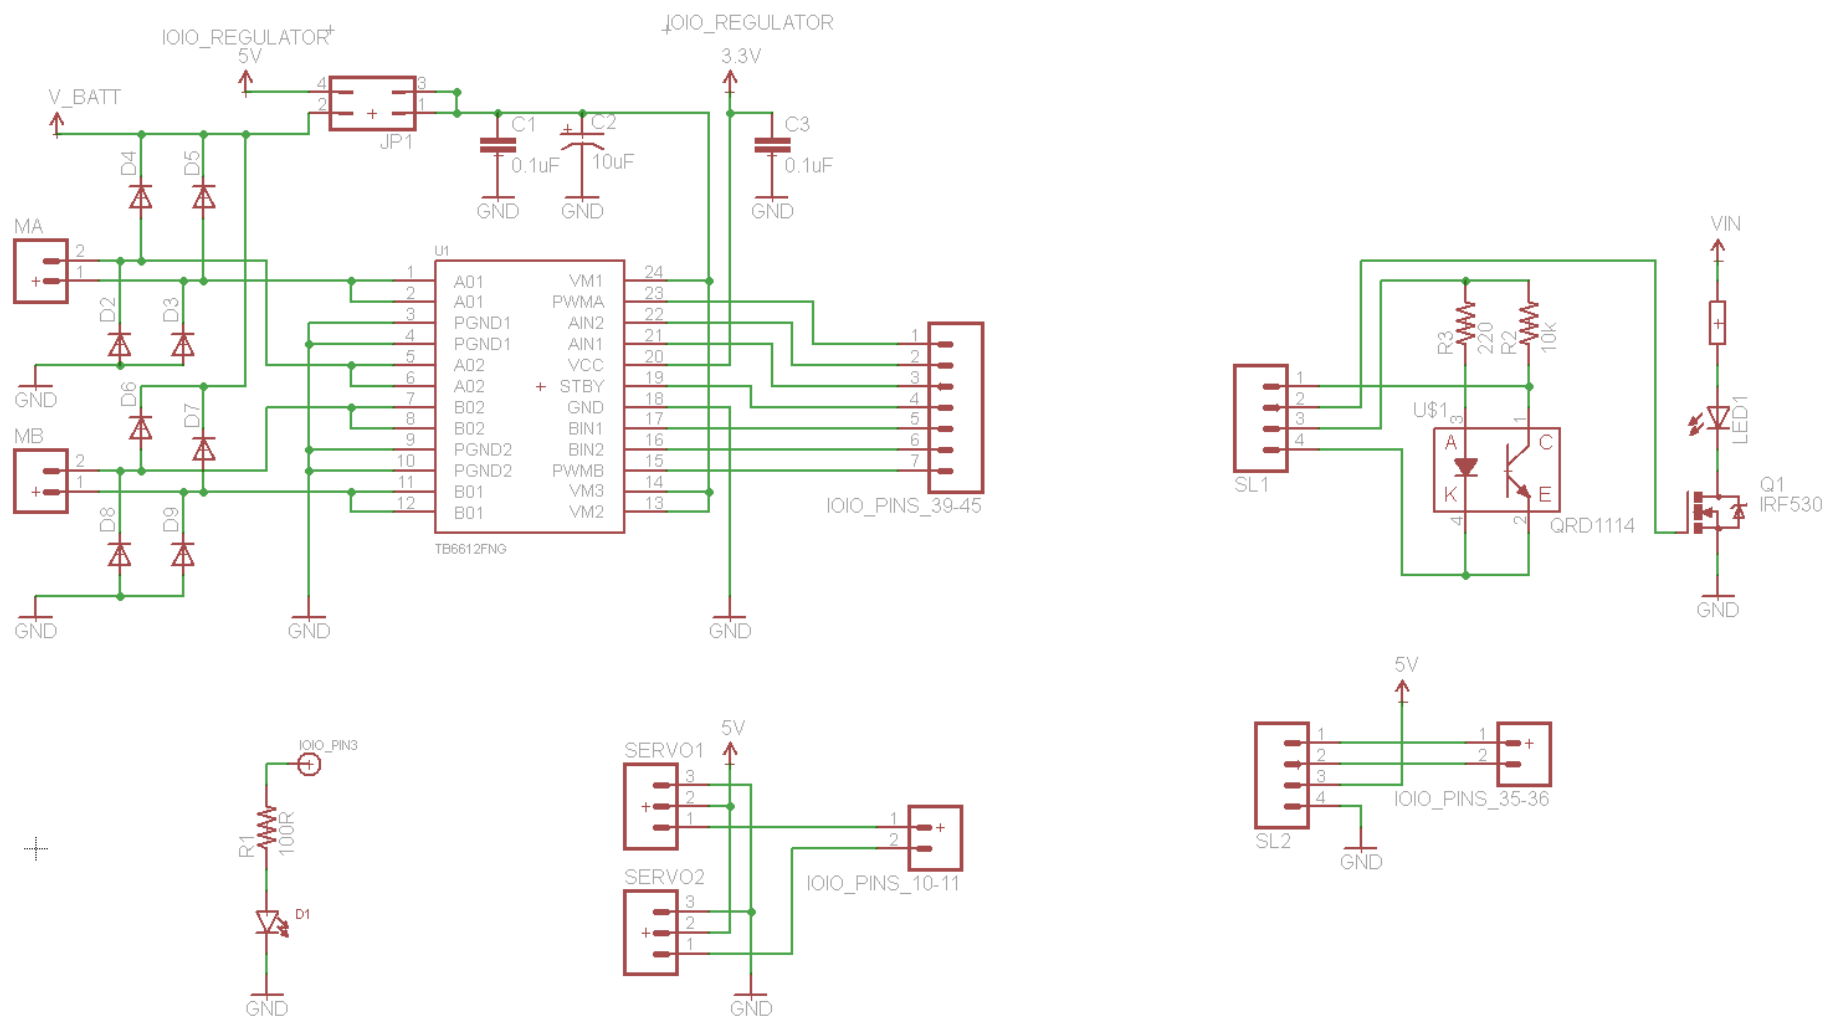 IOIO_REGULATOR
5V
IOIO_REGULATOR
3.3V
V_BATT
4
3
2
1
JP1
C1
0.1uF
GND
C2
10uF
GND
C3
0.1uF
GND
D4
D5
MA
2
1
D2
D3
GND
D6
D7
MB
2
1
D8
D9
GND
U1
1 A01 VM1 24
2 A01 PWMA 23
3 PGND1 AIN2 22
4 PGND1 AIN1 21
5 A02 VCC 20
6 A02 STBY 19
7 B02 GND 18
8 B02 BIN1 17
9 PGND2 BIN2 16
10 PGND2 PWMB 15
11 B01 VM3 14
12 B01 VM2 13
TB6612FNG
GND
GND
1
2
3
4
5
6
7
IOIO_PINS_39-45
SL1
1
2
3
4
R3
220
R2
10k
U$1
3
1
A
C
K
E
4
2
QRD1114
VIN
LED1
Q1
IRF530
GND
IOIO_PIN3
R1
100R
D1
GND
SERVO1
3
2
1
5V
SERVO2
3
2
1
GND
1
2
IOIO_PINS_10-11
5V
1
2
3
4
SL2
GND
1
2
IOIO_PINS_35-36